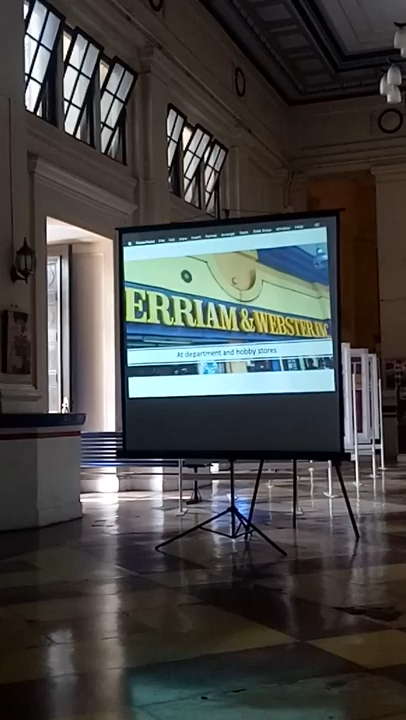 ERRIAM & WEBSTER, INC
At department and hobby stores